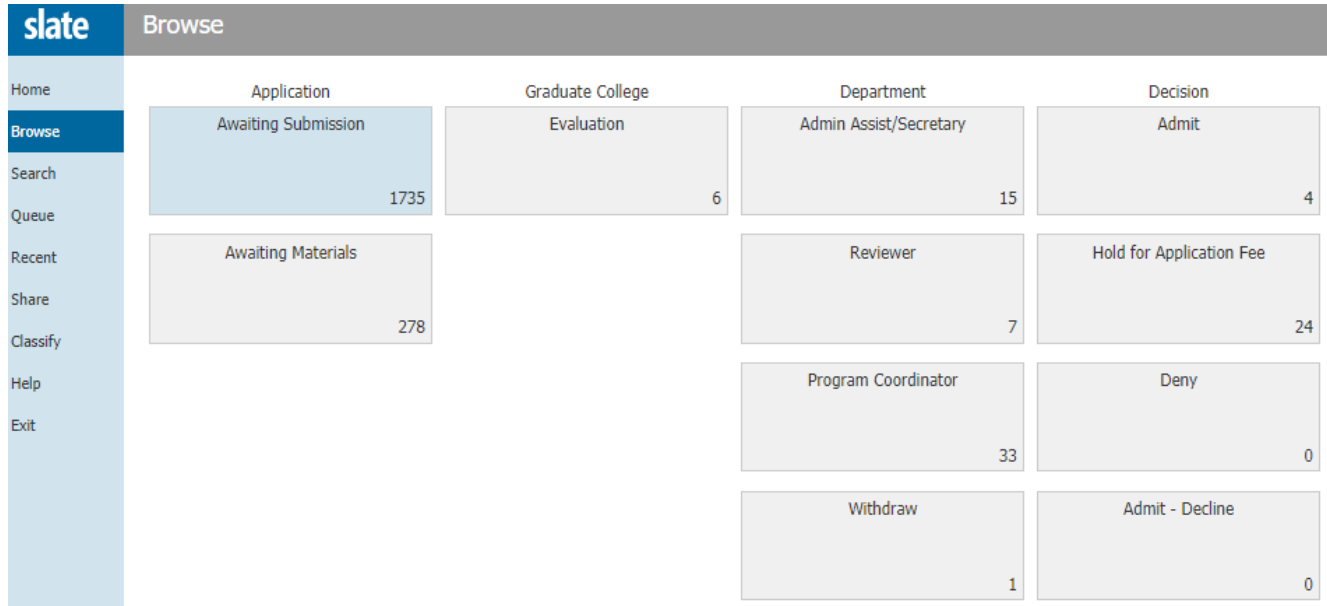 slate
Browse
Home
Browse
Search
Queue
Recent
Share
Classify
Help
Exit
Application Graduate College Department Decision
Awaiting Submission Evaluation Admin Assist/Secretary Admit
1735 6 15 4
Awaiting Materials Reviewer Hold for Application Fee
278 7 24
Program Coordinator Deny
33 0
Withdraw Admit - Decline
1 0